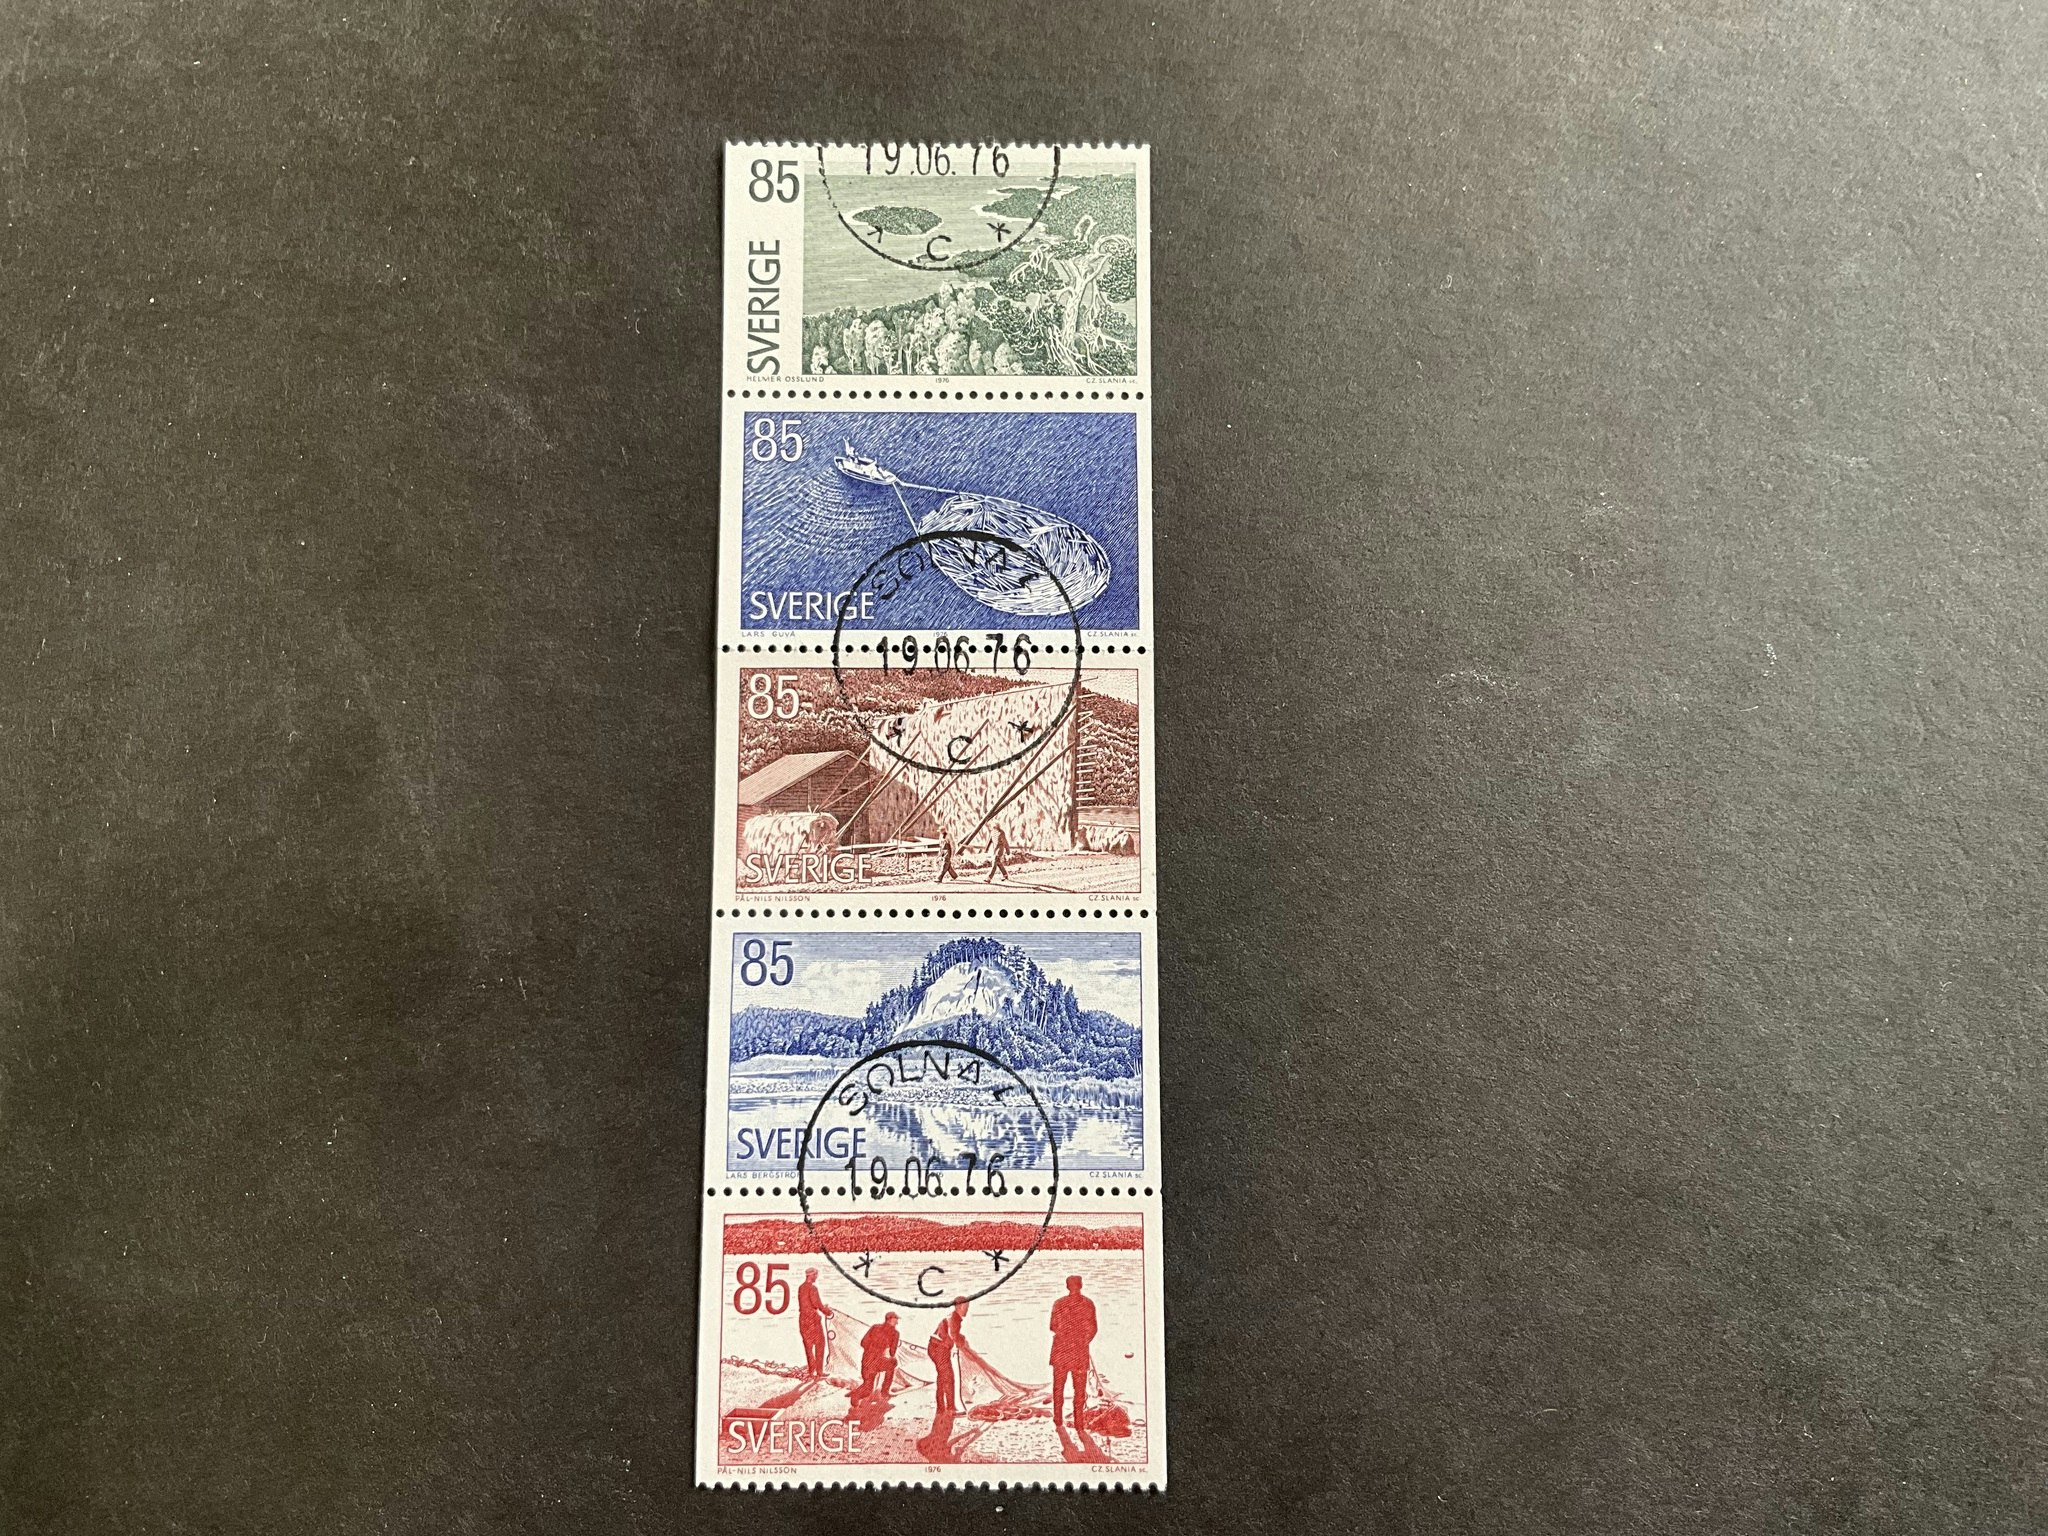 19.06.76
85
SVERIGE
* C *
HELMER OSSLUND 1976 CZ.SLANIA sc.
85
SOLNA 1
SVERIGE
LARS GUVÅ 1976 CZ.SLANIA sc.
19.06.76
85
* C *
SVERIGE
PÅL-NILS NILSSON 1976 CZ.SLANIA sc.
85
SOLNA 1
SVERIGE
LARS BERGSTRÖM CZ.SLANIA sc.
19.06.76
* C *
85
SVERIGE
PÅL-NILS NILSSON 1976 CZ.SLANIA sc.